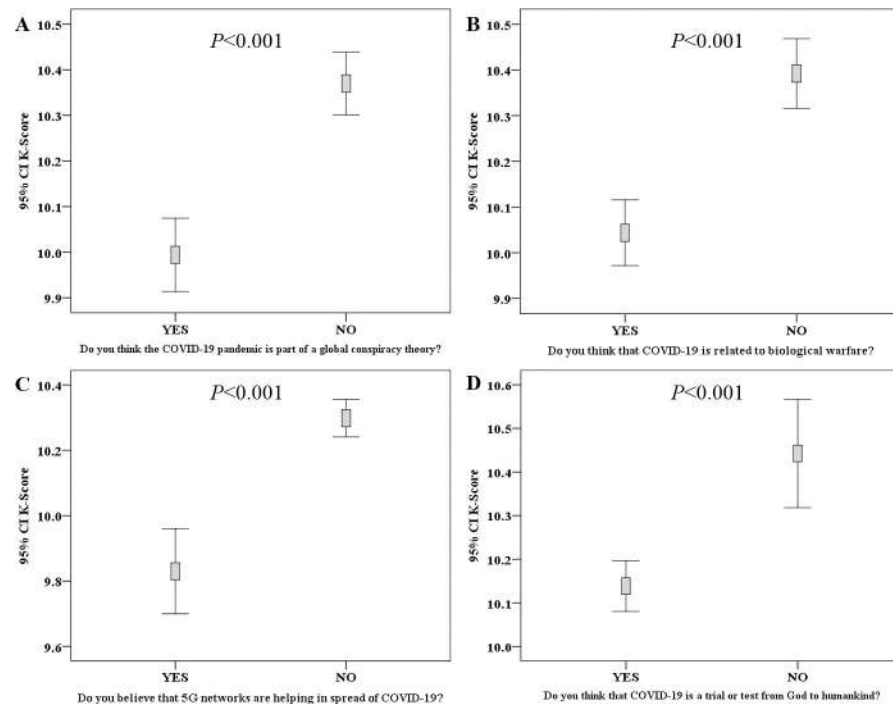 A
P<0.001
95% CI K-Score
10.5
10.4
10.3
10.2
10.1
10.0
9.9
YES NO
Do you think the COVID-19 pandemic is part of a global conspiracy theory?
B
P<0.001
95% CI K-Score
10.5
10.4
10.3
10.2
10.1
10.0
9.9
YES NO
Do you think that COVID-19 is related to biological warfare?
C
P<0.001
95% CI K-Score
10.4
10.2
10.0
9.8
9.6
YES NO
Do you believe that 5G networks are helping in spread of COVID-19?
D
P<0.001
95% CI K-Score
10.6
10.5
10.4
10.3
10.2
10.1
10.0
YES NO
Do you think that COVID-19 is a trial or test from God to humankind?